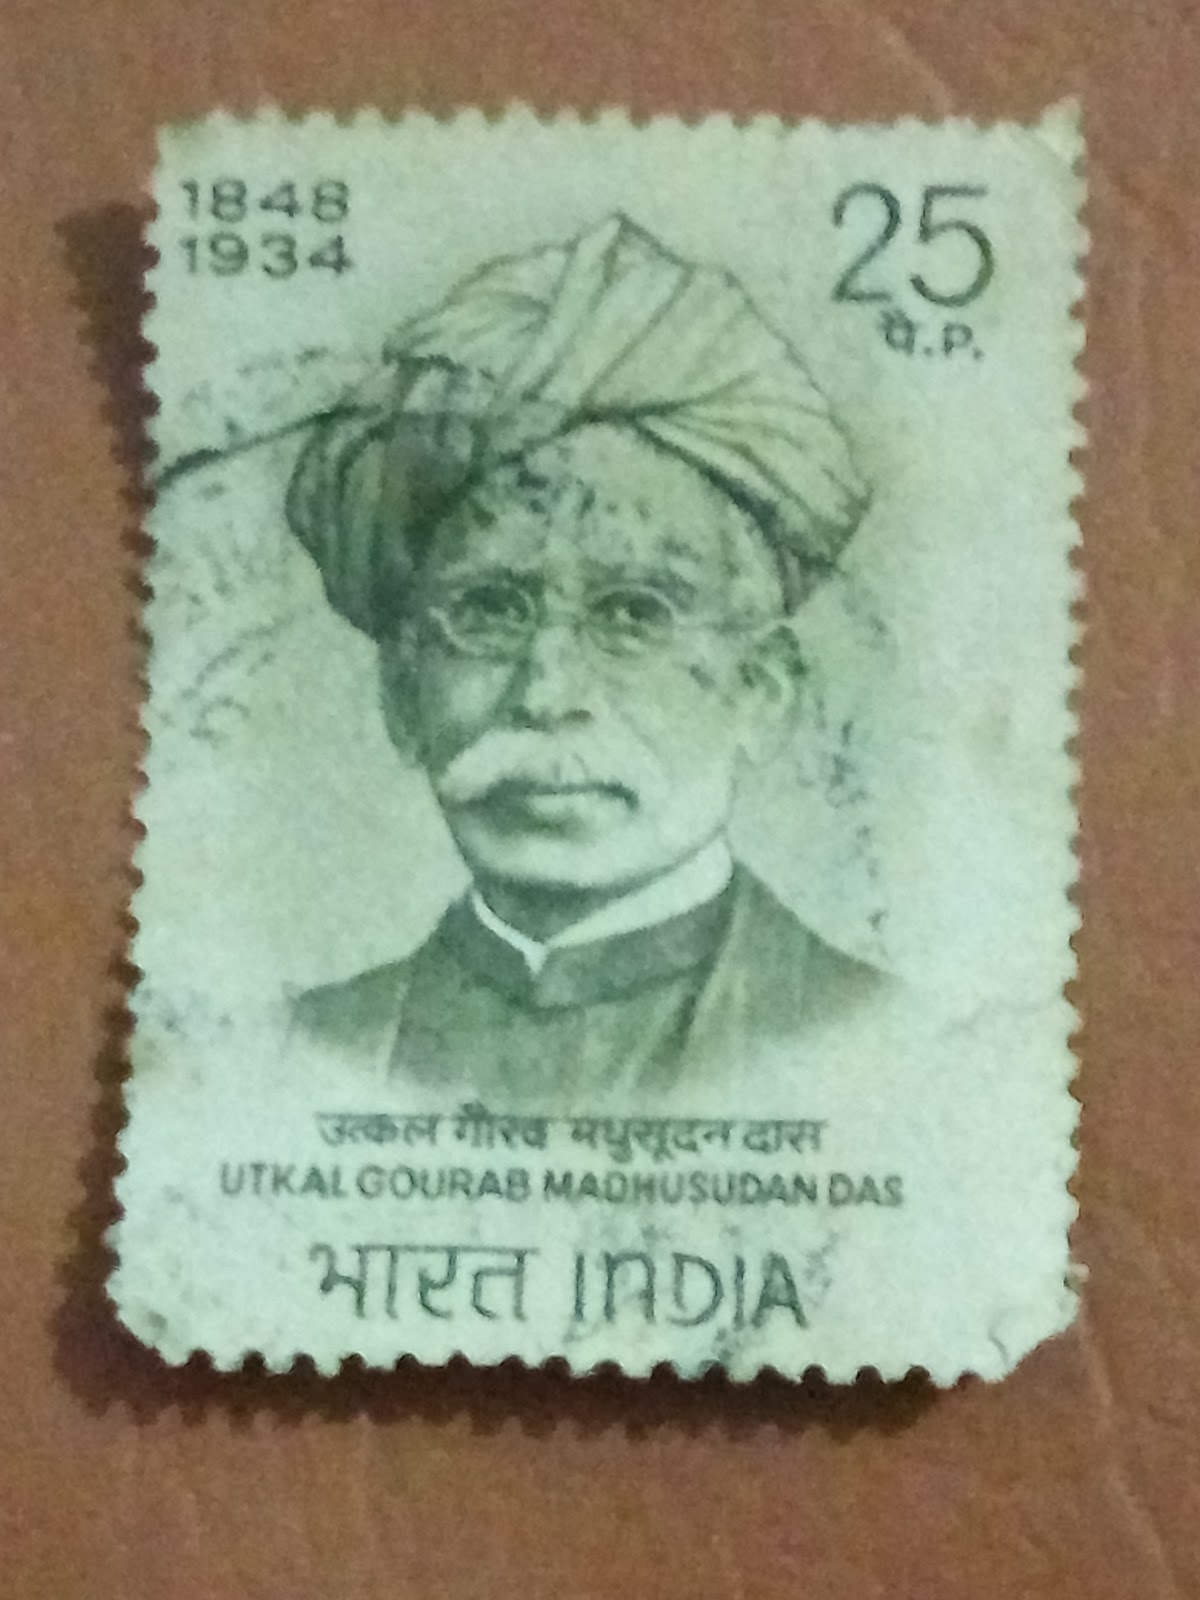 1848
1934
25
पै.P.
उत्कल गौरव मधुसूदन दास
UTKAL GOURAB MADHUSUDAN DAS
भारत INDIA